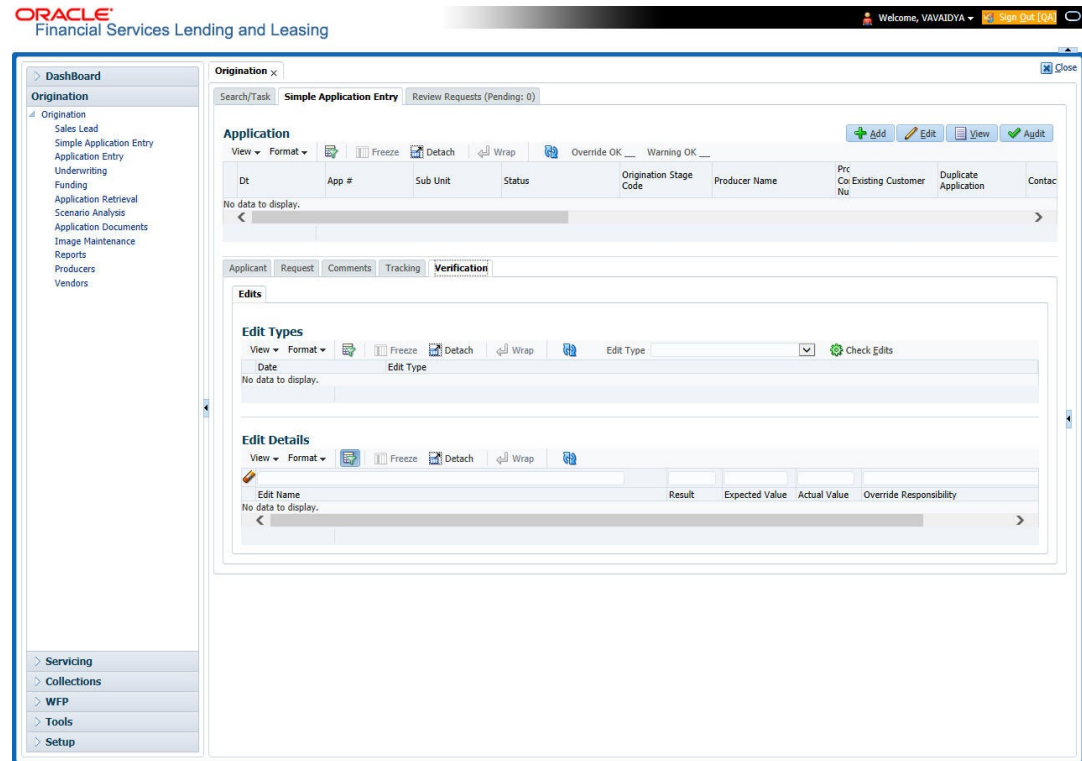 ORACLE®
Financial Services Lending and Leasing
Welcome, VAVAIDYA
Sign Out [QA]
Close
DashBoard
Origination
Origination
Sales Lead
Simple Application Entry
Application Entry
Underwriting
Funding
Application Retrieval
Scenario Analysis
Application Documents
Image Maintenance
Reports
Producers
Vendors
Servicing
Collections
WFP
Tools
Setup
Origination x
Search/Task Simple Application Entry Review Requests (Pending: 0)
Application
Add Edit View Audit
View Format Freeze Detach Wrap Override OK __ Warning OK __
Dt App # Sub Unit Status Origination Stage Code Producer Name Prc Co Nu Existing Customer Duplicate Application Contac
No data to display.
Applicant Request Comments Tracking Verification
Edits
Edit Types
View Format Freeze Detach Wrap Edit Type Check Edits
Date Edit Type
No data to display.
Edit Details
View Format Freeze Detach Wrap
Edit Name Result Expected Value Actual Value Override Responsibility
No data to display.